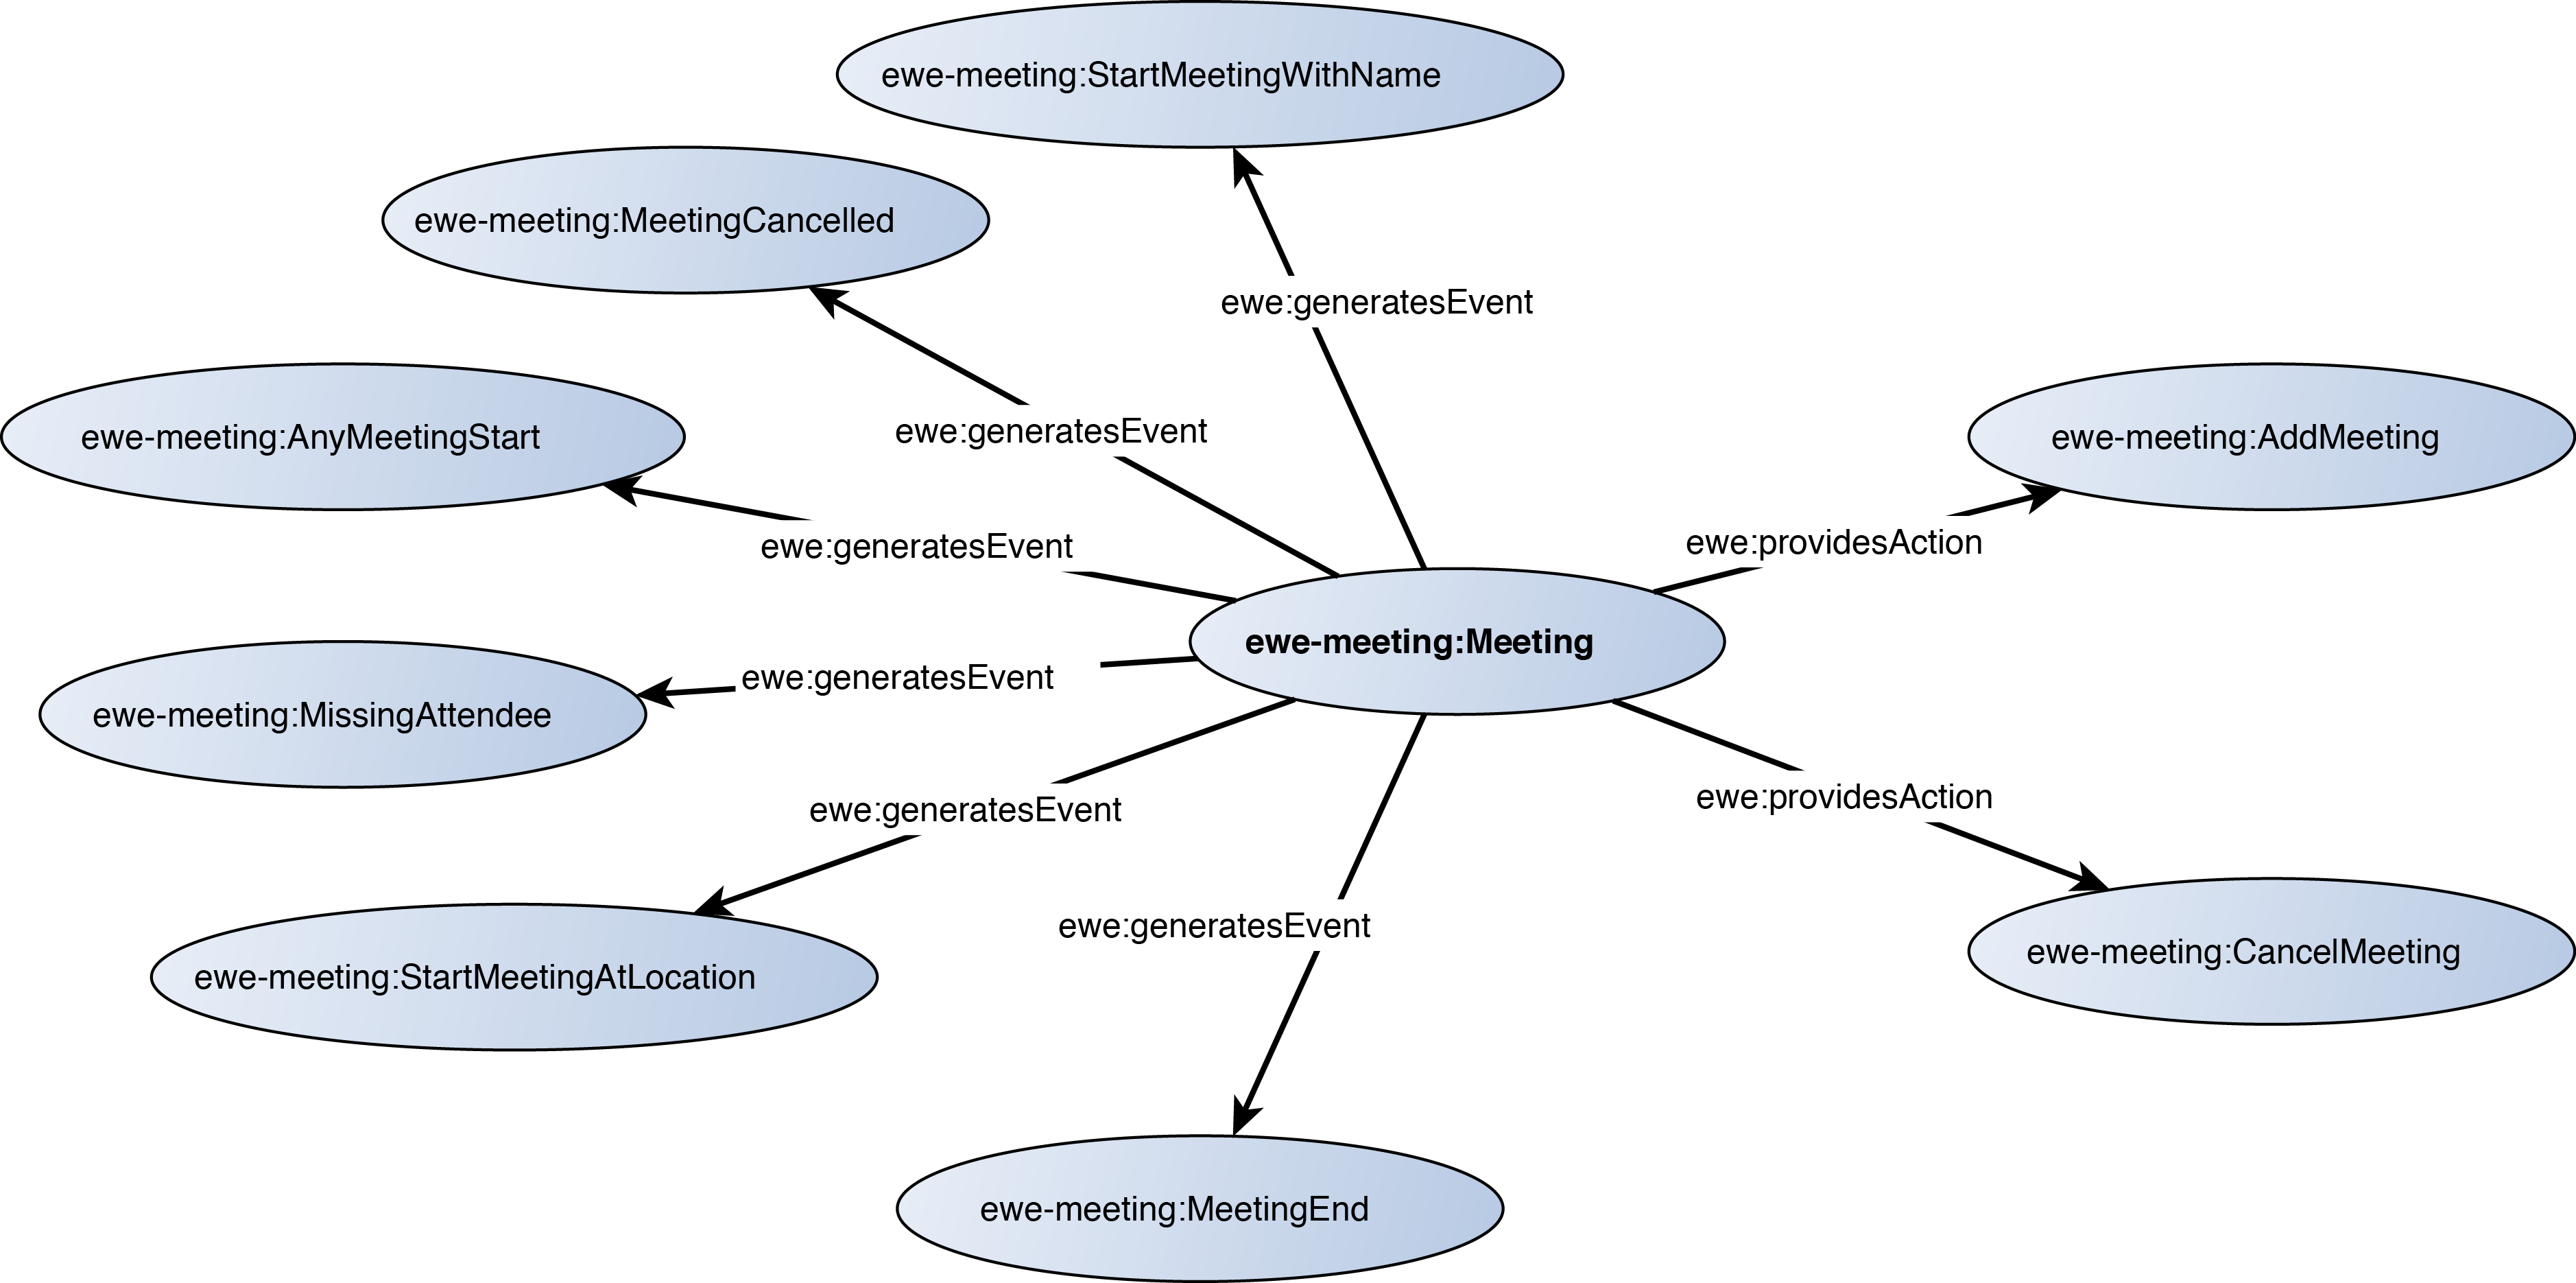 ewe-meeting:StartMeetingWithName
ewe-meeting:MeetingCancelled
ewe:generatesEvent
ewe:generatesEvent
ewe-meeting:AnyMeetingStart
ewe-meeting:AddMeeting
ewe:generatesEvent
ewe:providesAction
ewe-meeting:Meeting
ewe:generatesEvent
ewe-meeting:MissingAttendee
ewe:generatesEvent
ewe:providesAction
ewe:generatesEvent
ewe-meeting:CancelMeeting
ewe-meeting:StartMeetingAtLocation
ewe-meeting:MeetingEnd